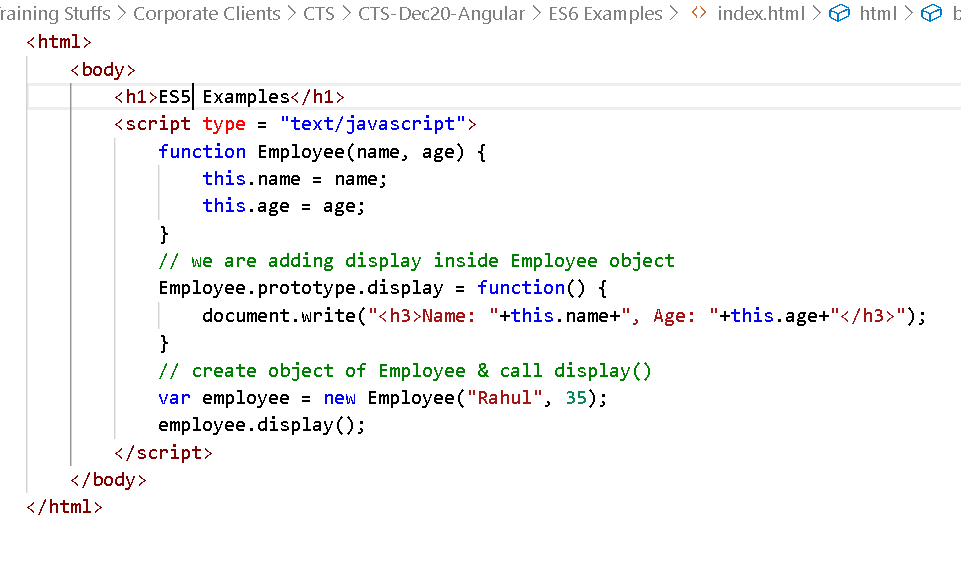 raining Stuffs > Corporate Clients > CTS > CTS-Dec20-Angular > ES6 Examples > <> index.html > html > b
<html>
    <body>
        <h1>ES5 Examples</h1>
        <script type = "text/javascript">
            function Employee(name, age) {
                this.name = name;
                this.age = age;
            }
            // we are adding display inside Employee object
            Employee.prototype.display = function() {
                document.write("<h3>Name: "+this.name+", Age: "+this.age+"</h3>");
            }
            // create object of Employee & call display()
            var employee = new Employee("Rahul", 35);
            employee.display();
        </script>
    </body>
</html>